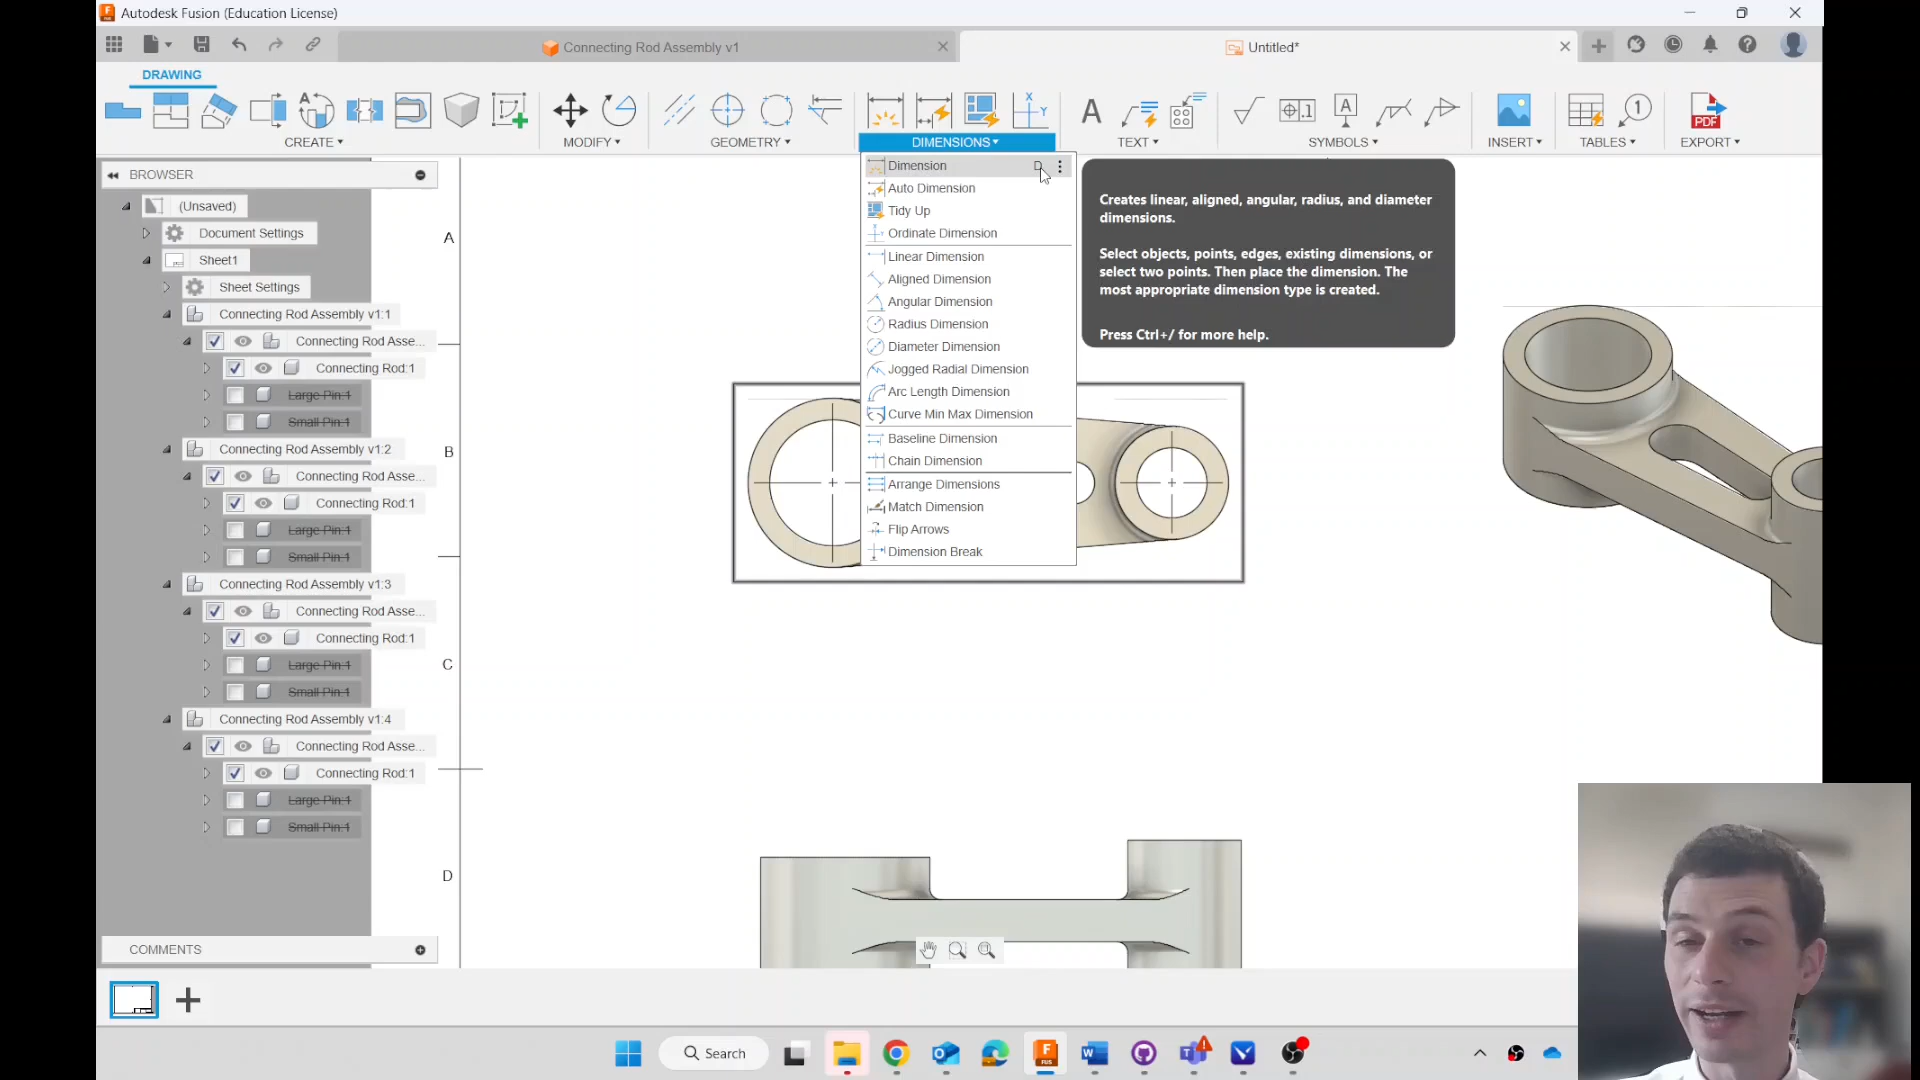 Autodesk Fusion (Education License)
Connecting Rod Assembly v1
Untitled*
DRAWING
CREATE
MODIFY
GEOMETRY
DIMENSIONS
TEXT
SYMBOLS
INSERT
TABLES
EXPORT
PDF
BROWSER
(Unsaved)
Document Settings
Sheet1
Sheet Settings
Connecting Rod Assembly v1:1
Connecting Rod Asse...
Connecting Rod:1
Large Pin:1
Small Pin:1
Connecting Rod Assembly v1:2
Connecting Rod Asse...
Connecting Rod:1
Large Pin:1
Small Pin:1
Connecting Rod Assembly v1:3
Connecting Rod Asse...
Connecting Rod:1
Large Pin:1
Small Pin:1
Connecting Rod Assembly v1:4
Connecting Rod Asse...
Connecting Rod:1
Large Pin:1
Small Pin:1
COMMENTS
A
B
C
D
Dimension D
Auto Dimension
Tidy Up
Ordinate Dimension
Linear Dimension
Aligned Dimension
Angular Dimension
Radius Dimension
Diameter Dimension
Jogged Radial Dimension
Arc Length Dimension
Curve Min Max Dimension
Baseline Dimension
Chain Dimension
Arrange Dimensions
Match Dimension
Flip Arrows
Dimension Break
Creates linear, aligned, angular, radius, and diameter
dimensions.
Select objects, points, edges, existing dimensions, or
select two points. Then place the dimension. The
most appropriate dimension type is created.
Press Ctrl+/ for more help.
Search